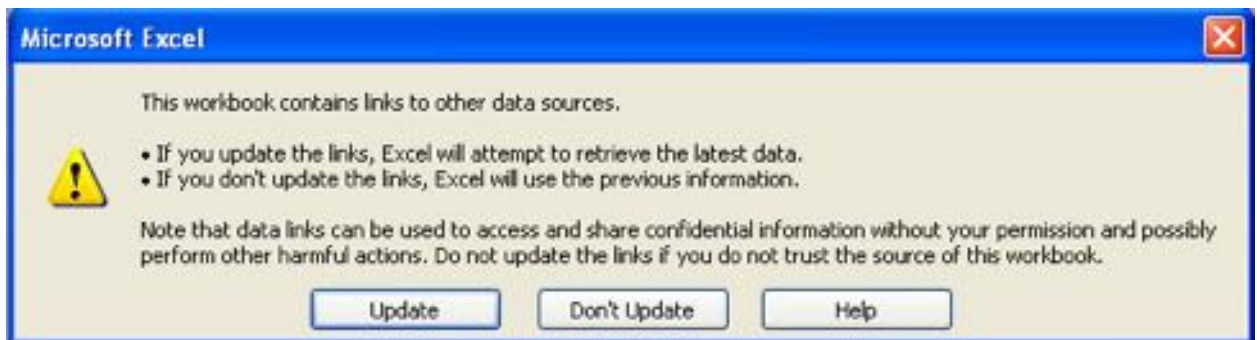 Microsoft Excel
This workbook contains links to other data sources.
• If you update the links, Excel will attempt to retrieve the latest data.
• If you don't update the links, Excel will use the previous information.
Note that data links can be used to access and share confidential information without your permission and possibly
perform other harmful actions. Do not update the links if you do not trust the source of this workbook.
Update Don't Update Help